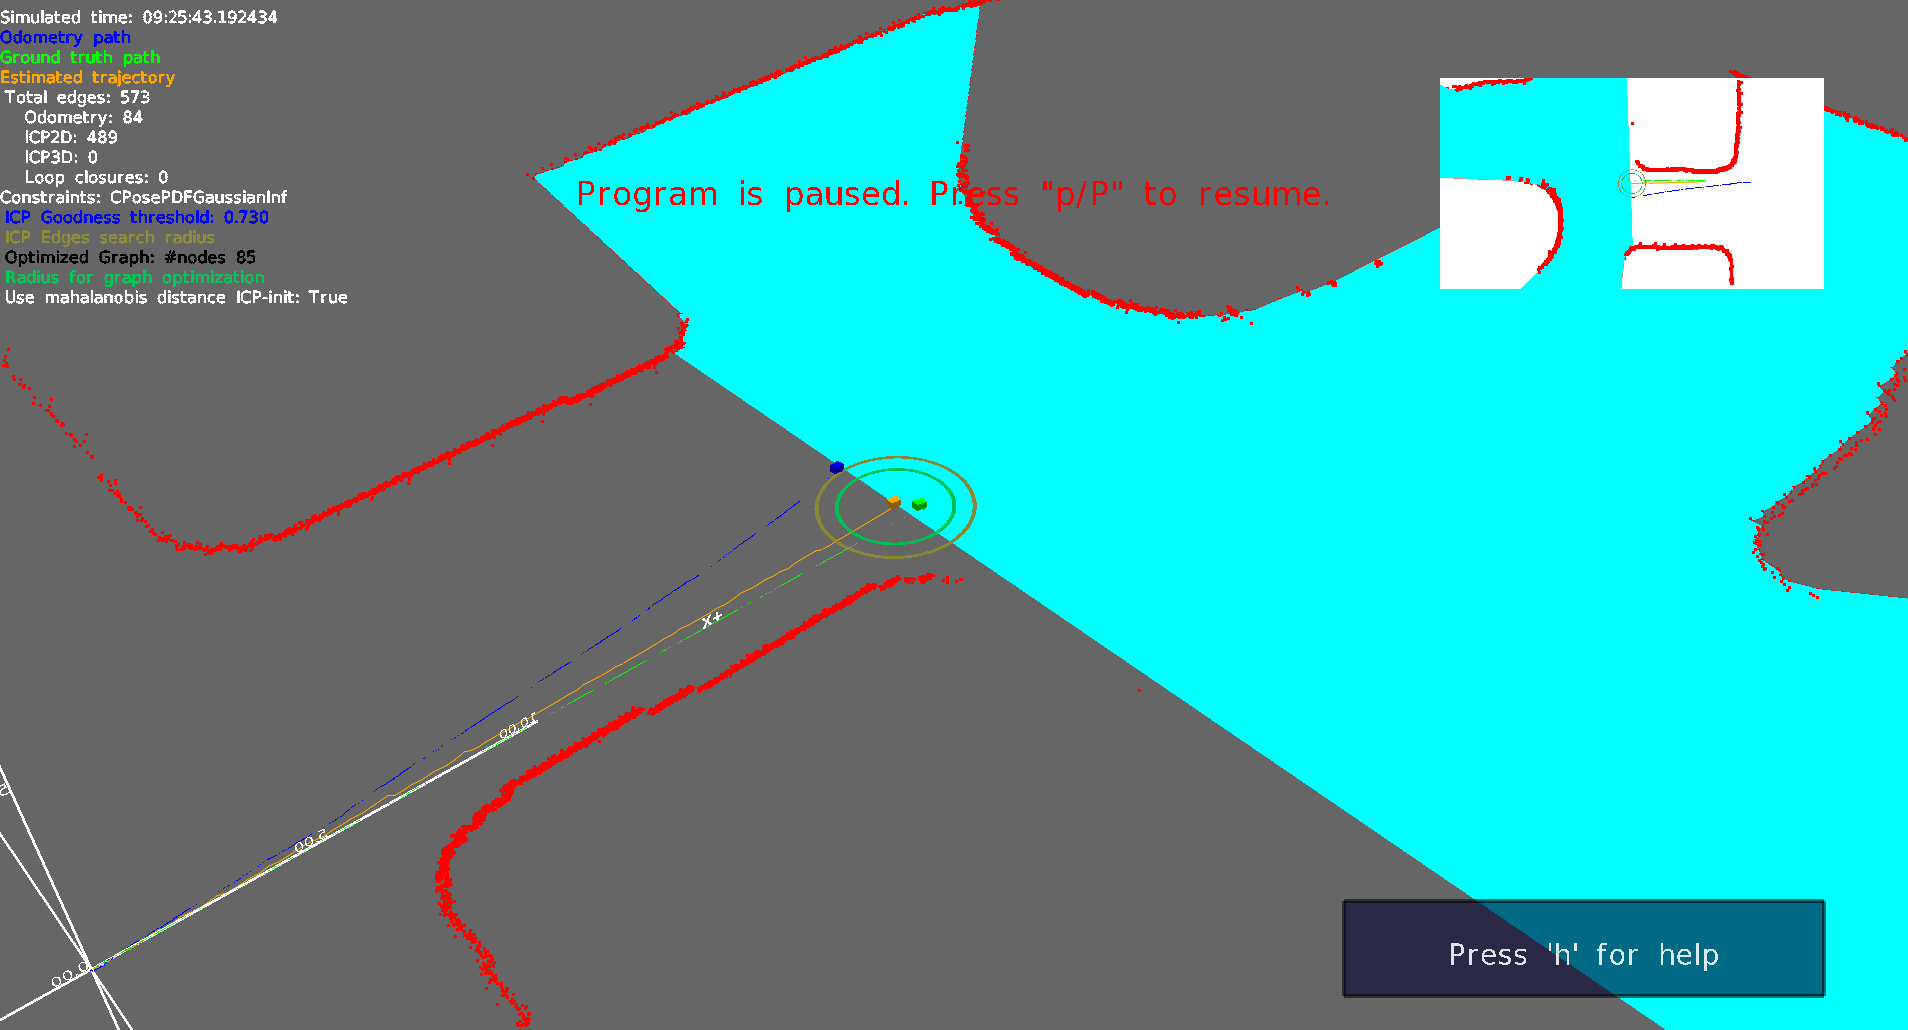 Simulated time: 09:25:43.192434
Odometry path
Ground truth path
Estimated trajectory
Total edges: 573
Odometry: 84
ICP2D: 489
ICP3D: 0
Loop closures: 0
Constraints: CPosePDFGaussianInf
ICP Goodness threshold: 0.730
ICP Edges search radius
Optimized Graph: #nodes 85
Radius for graph optimization
Use mahalanobis distance ICP-init: True
Program is paused. Press "p/P" to resume.
+X
10.00
5.00
0.00
Press 'h' for help